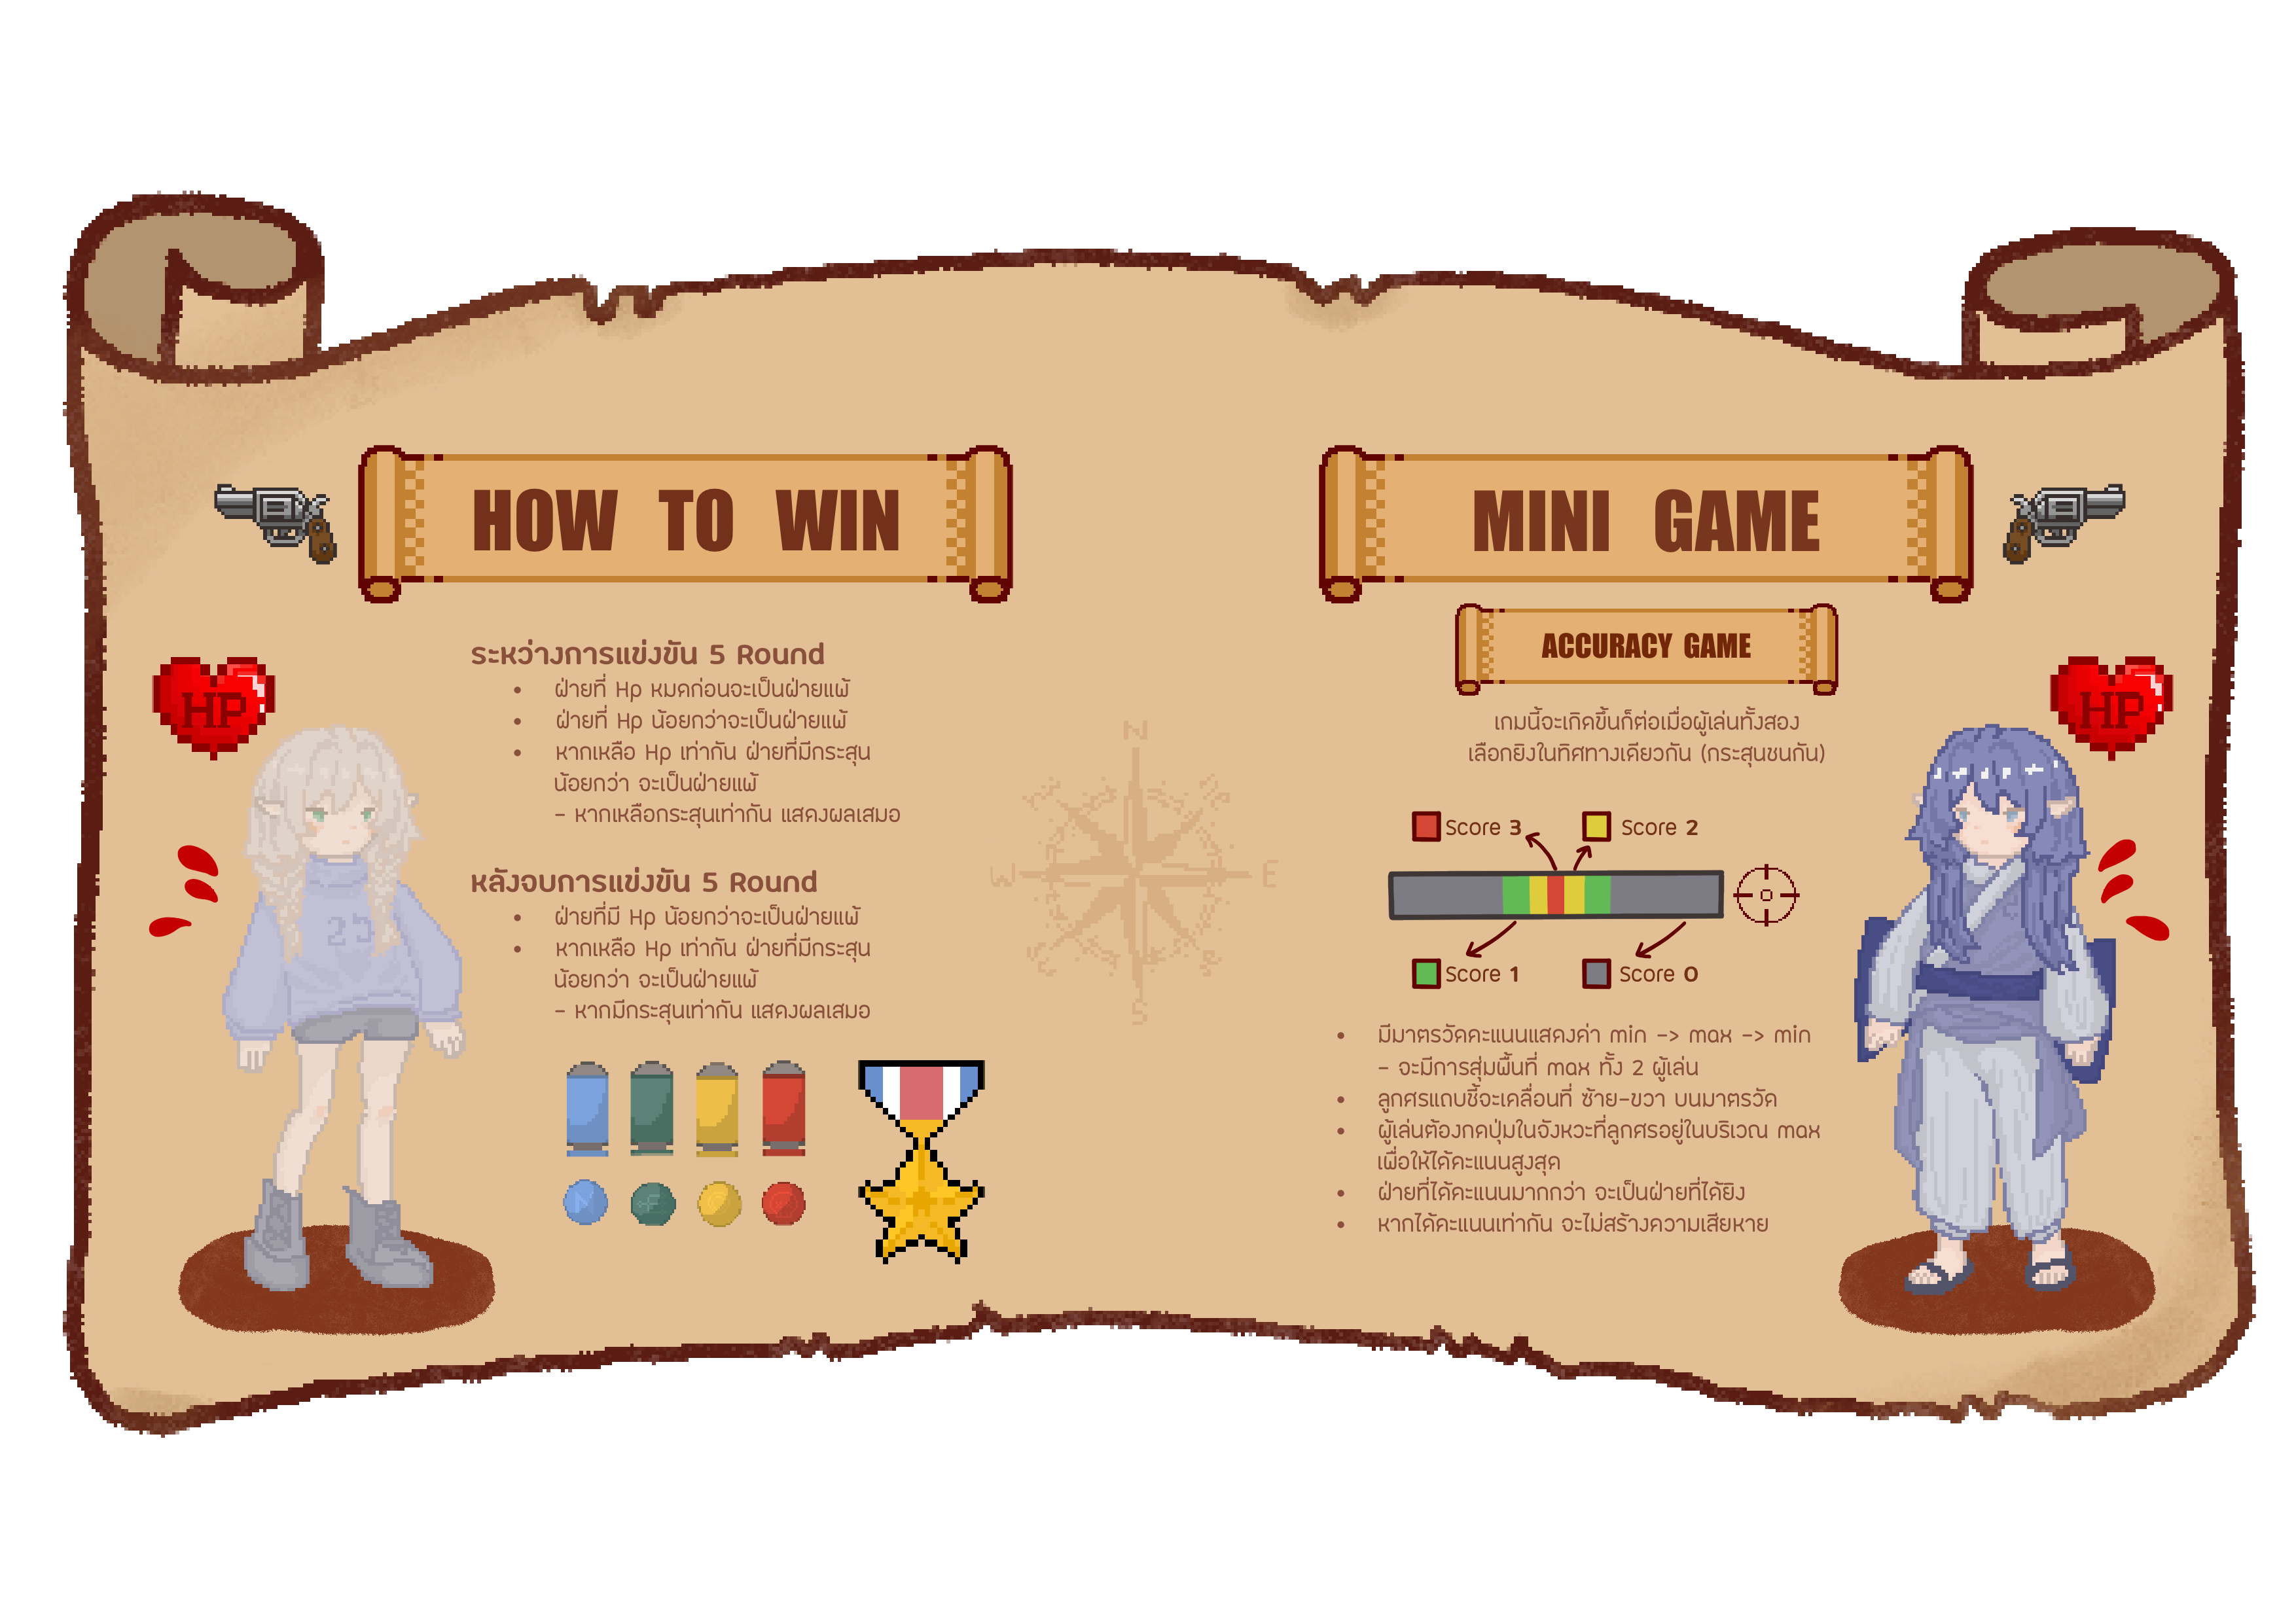 HOW TO WIN
HP
ระหว่างการแข่งขัน 5 Round
• ฝ่ายที่ Hp หมดก่อนจะเป็นฝ่ายแพ้
• ฝ่ายที่ Hp น้อยกว่าจะเป็นฝ่ายแพ้
• หากเหลือ Hp เท่ากัน ฝ่ายที่มีกระสุน
น้อยกว่า จะเป็นฝ่ายแพ้
- หากเหลือกระสุนเท่ากัน แสดงผลเสมอ
หลังจบการแข่งขัน 5 Round
• ฝ่ายที่มี Hp น้อยกว่าจะเป็นฝ่ายแพ้
• หากเหลือ Hp เท่ากัน ฝ่ายที่มีกระสุน
น้อยกว่า จะเป็นฝ่ายแพ้
- หากมีกระสุนเท่ากัน แสดงผลเสมอ
23
N
W
E
S
MINI GAME
ACCURACY GAME
HP
เกมนี้จะเกิดขึ้นก็ต่อเมื่อผู้เล่นทั้งสอง
เลือกยิงในทิศทางเดียวกัน (กระสุนชนกัน)
Score 3
Score 2
Score 1
Score 0
• มีมาตรวัดคะแนนแสดงค่า min -> max -> min
- จะมีการสุ่มพื้นที่ max ทั้ง 2 ผู้เล่น
• ลูกศรแถบชี้จะเคลื่อนที่ ซ้าย-ขวา บนมาตรวัด
• ผู้เล่นต้องกดปุ่มในจังหวะที่ลูกศรอยู่ในบริเวณ max
เพื่อให้ได้คะแนนสูงสุด
• ฝ่ายที่ได้คะแนนมากกว่า จะเป็นฝ่ายที่ได้ยิง
• หากได้คะแนนเท่ากัน จะไม่สร้างความเสียหาย